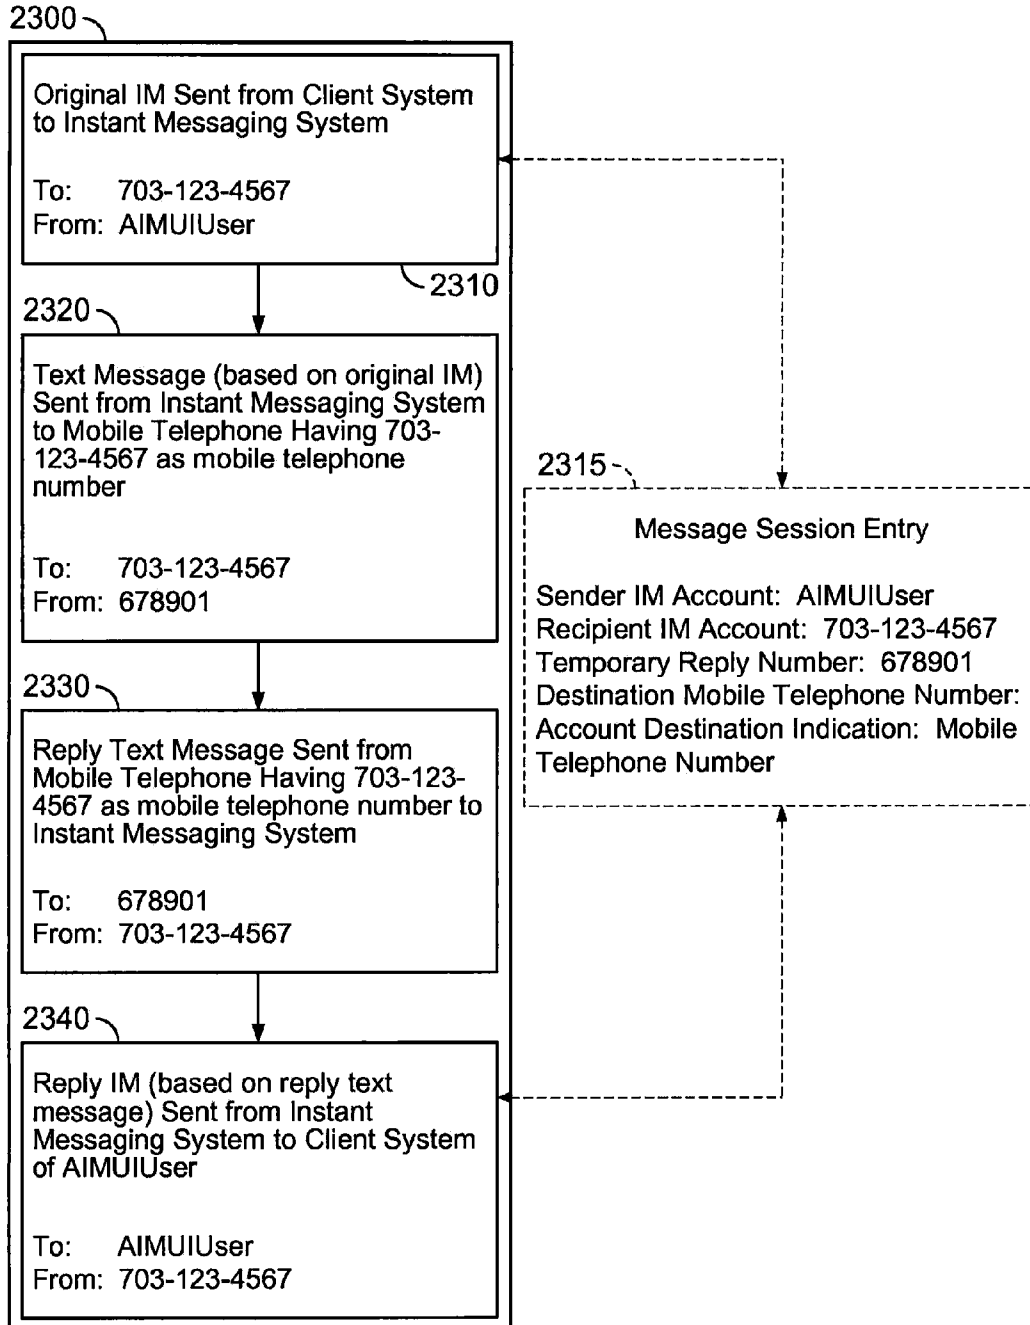 2300
Original IM Sent from Client System
to Instant Messaging System
To: 703-123-4567
From: AIMUIUser
2310
2320
Text Message (based on original IM)
Sent from Instant Messaging System
to Mobile Telephone Having 703-
123-4567 as mobile telephone
number
To: 703-123-4567
From: 678901
2315
Message Session Entry
Sender IM Account: AIMUIUser
Recipient IM Account: 703-123-4567
Temporary Reply Number: 678901
Destination Mobile Telephone Number:
Account Destination Indication: Mobile
Telephone Number
2330
Reply Text Message Sent from
Mobile Telephone Having 703-123-
4567 as mobile telephone number to
Instant Messaging System
To: 678901
From: 703-123-4567
2340
Reply IM (based on reply text
message) Sent from Instant
Messaging System to Client System
of AIMUIUser
To: AIMUIUser
From: 703-123-4567